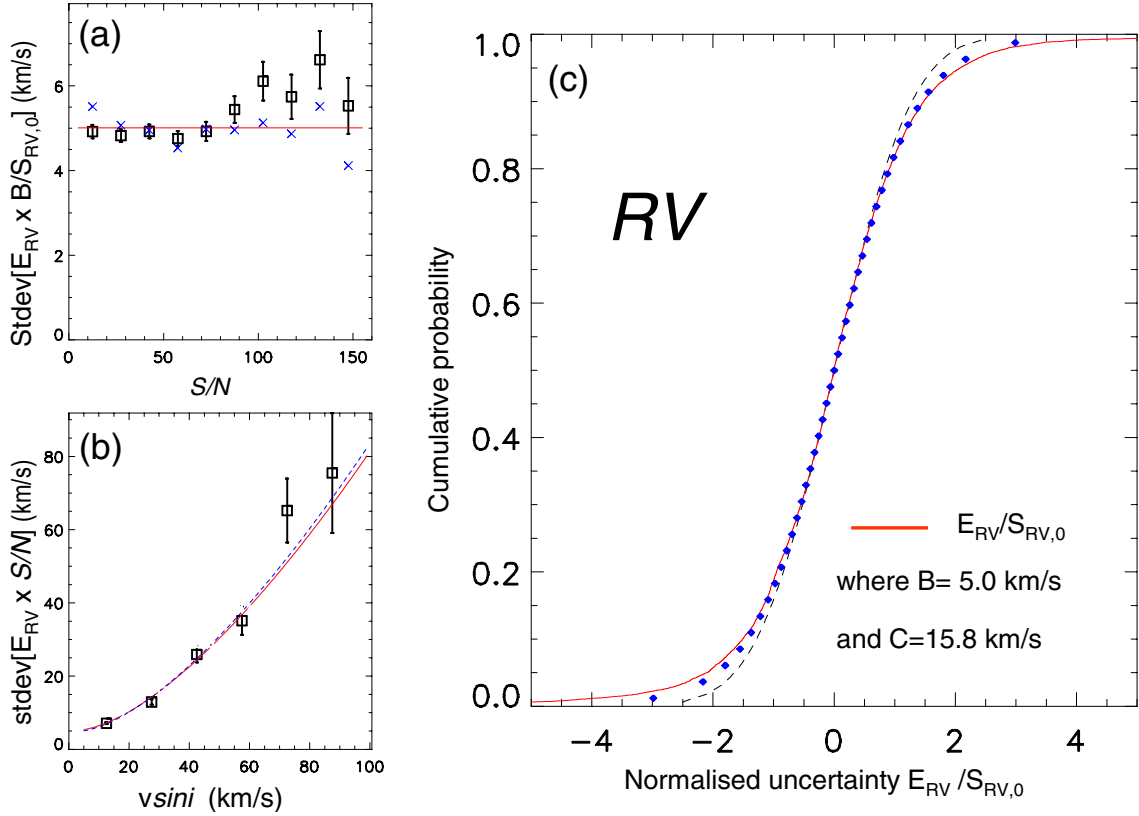 (a)
Stdev[E_RV x B/S_RV,0] (km/s)
6
4
2
0
0 50 100 150
S/N
(b)
stdev[E_RV x S/N] (km/s)
80
60
40
20
0
0 20 40 60 80 100
vsini (km/s)
(c)
RV
Cumulative probability
1.0
0.8
0.6
0.4
0.2
0.0
E_RV/S_RV,0
where B= 5.0 km/s
and C=15.8 km/s
−4 −2 0 2 4
Normalised uncertainty E_RV /S_RV,0